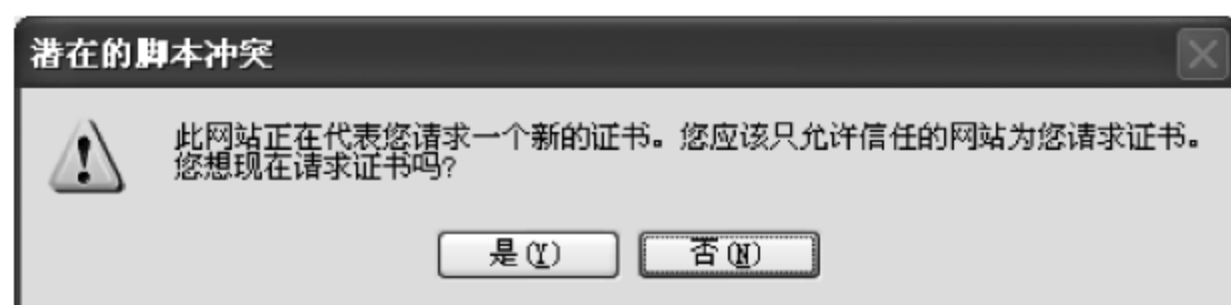 潜在的脚本冲突
此网站正在代表您请求一个新的证书。您应该只允许信任的网站为您请求证书。
您想现在请求证书吗?
是(Y)
否(N)